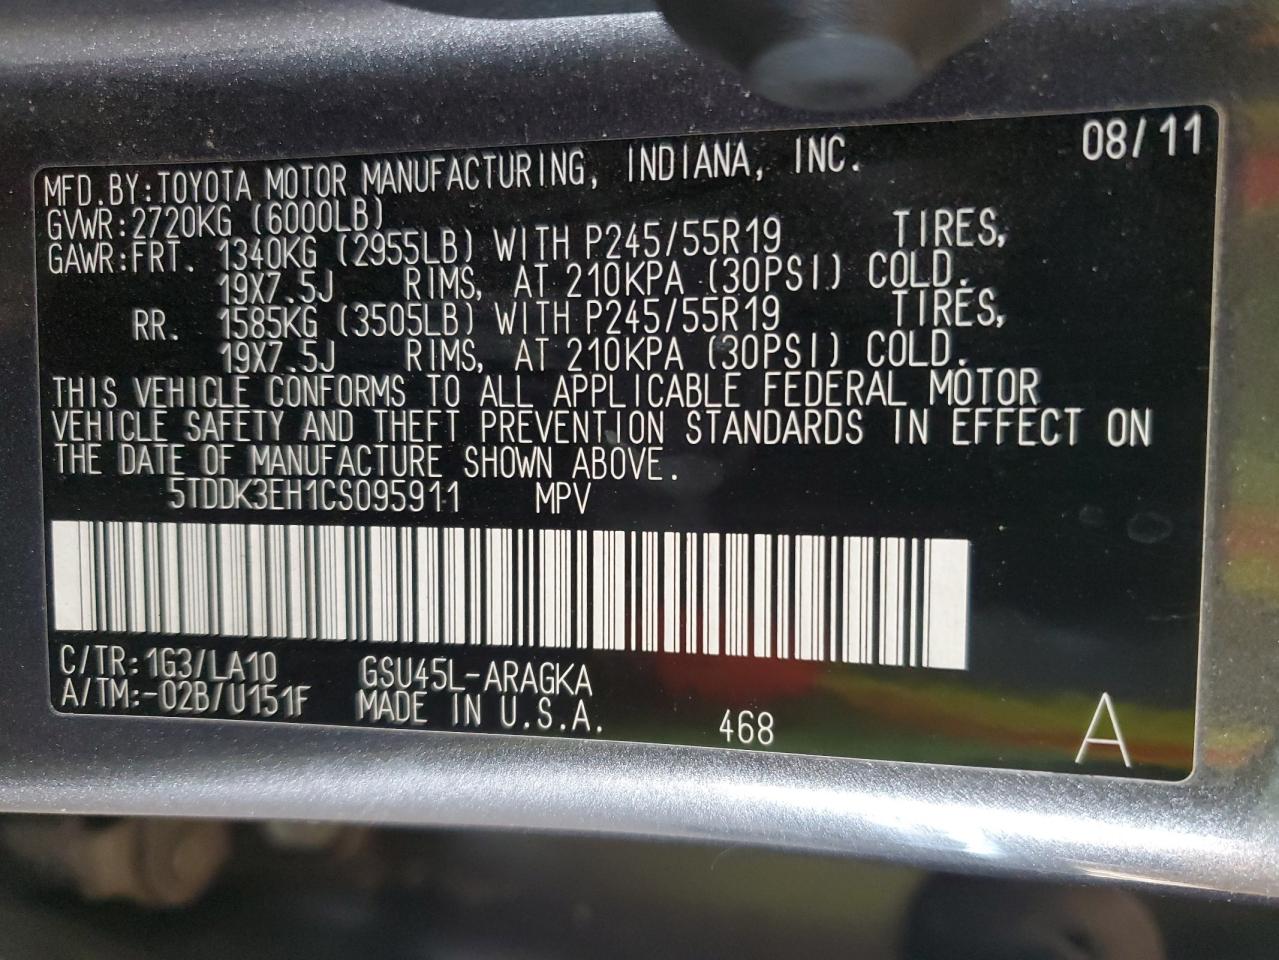 08/11
MFD.BY:TOYOTA MOTOR MANUFACTURING, INDIANA, INC.
GVWR:2720KG (6000LB)
GAWR:FRT. 1340KG (2955LB) WITH P245/55R19 TIRES,
19X7.5J RIMS, AT 210KPA (30PSI) COLD.
RR. 1585KG (3505LB) WITH P245/55R19 TIRES,
19X7.5J RIMS, AT 210KPA (30PSI) COLD.
THIS VEHICLE CONFORMS TO ALL APPLICABLE FEDERAL MOTOR
VEHICLE SAFETY AND THEFT PREVENTION STANDARDS IN EFFECT ON
THE DATE OF MANUFACTURE SHOWN ABOVE.
5TDDK3EH1CS095911 MPV
C/TR:1G3/LA10 GSU45L-ARAGKA
A/TM:-02B/U151F MADE IN U.S.A.
468
A